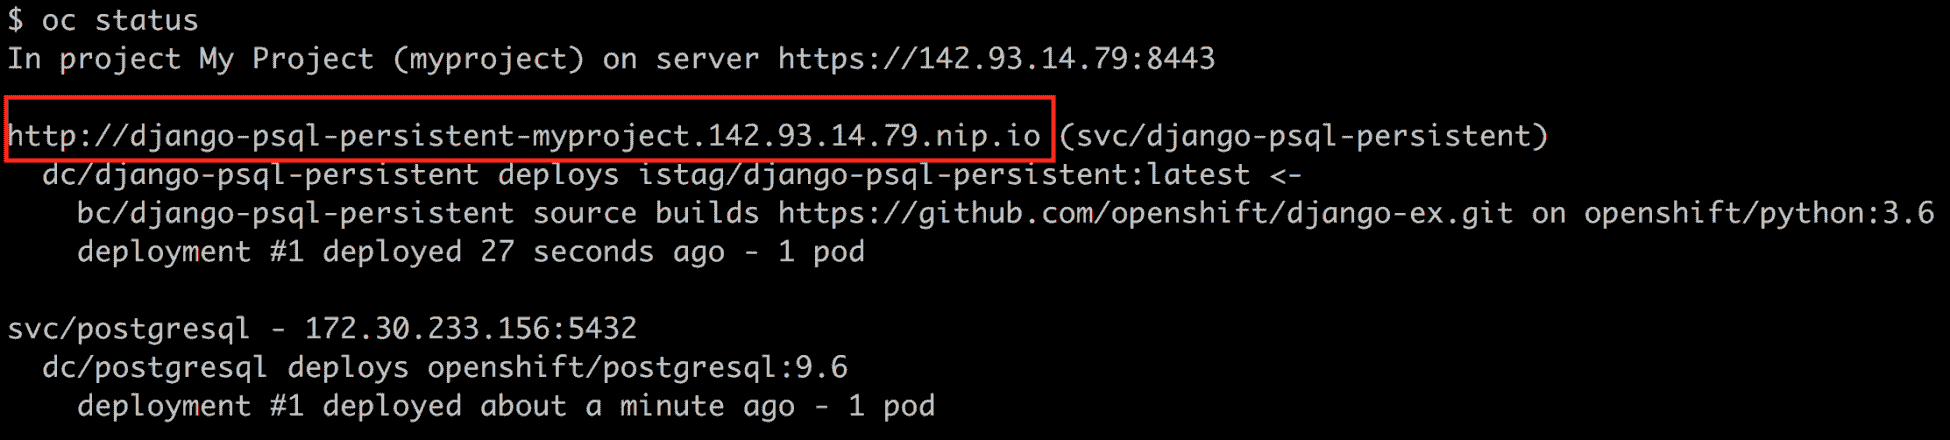 $ oc status
In project My Project (myproject) on server https://142.93.14.79:8443
http://django-psql-persistent-myproject.142.93.14.79.nip.io (svc/django-psql-persistent)
dc/django-psql-persistent deploys istag/django-psql-persistent:latest <-
bc/django-psql-persistent source builds https://github.com/openshift/django-ex.git on openshift/python:3.6
deployment #1 deployed 27 seconds ago - 1 pod
svc/postgresql - 172.30.233.156:5432
dc/postgresql deploys openshift/postgresql:9.6
deployment #1 deployed about a minute ago - 1 pod